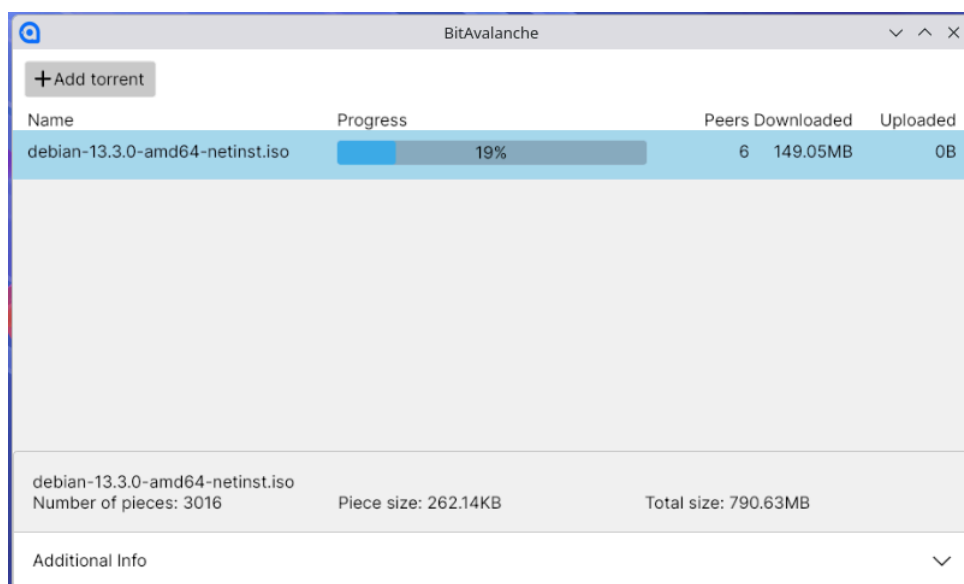 BitAvalanche
+Add torrent
Name Progress Peers Downloaded Uploaded
debian-13.3.0-amd64-netinst.iso 19% 6 149.05MB 0B
debian-13.3.0-amd64-netinst.iso
Number of pieces: 3016 Piece size: 262.14KB Total size: 790.63MB
Additional Info